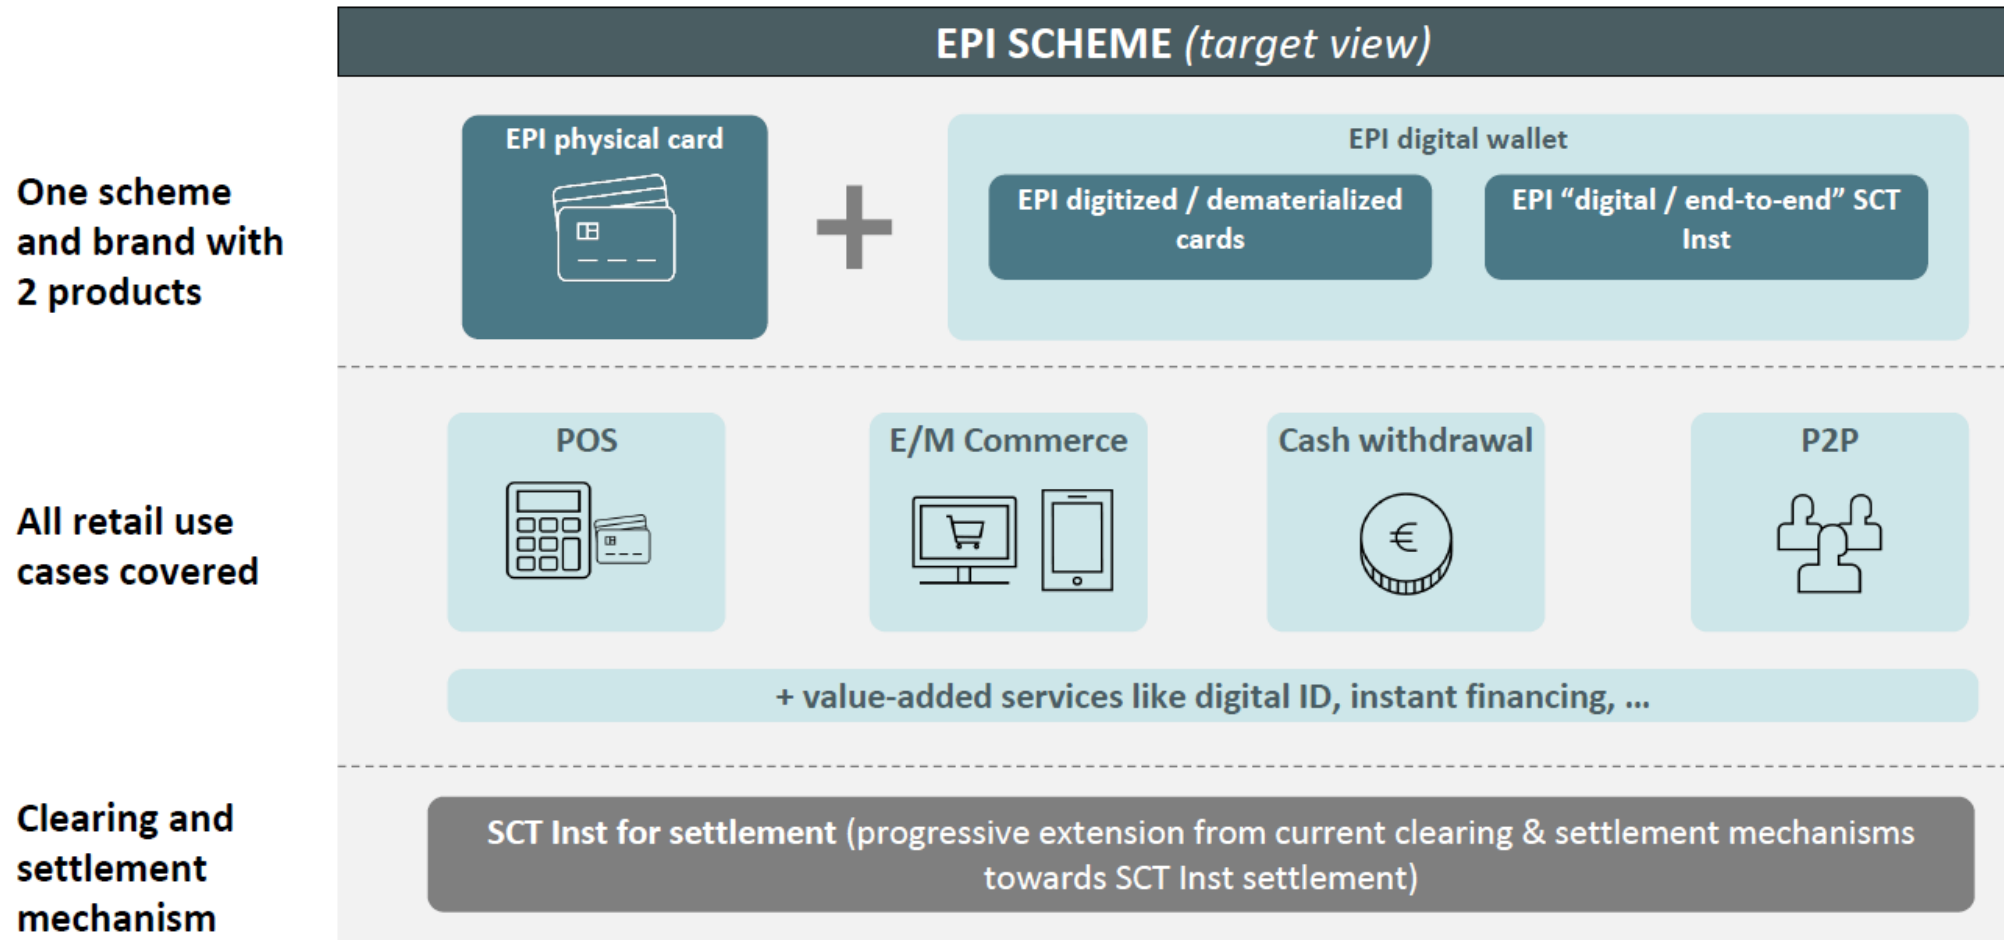 EPI SCHEME (target view)
One scheme
and brand with
2 products
EPI physical card
EPI digital wallet
EPI digitized / dematerialized
cards
EPI “digital / end-to-end” SCT
Inst
All retail use
cases covered
POS
E/M Commerce
Cash withdrawal
€
P2P
+ value-added services like digital ID, instant financing, ...
Clearing and
settlement
mechanism
SCT Inst for settlement (progressive extension from current clearing & settlement mechanisms
towards SCT Inst settlement)